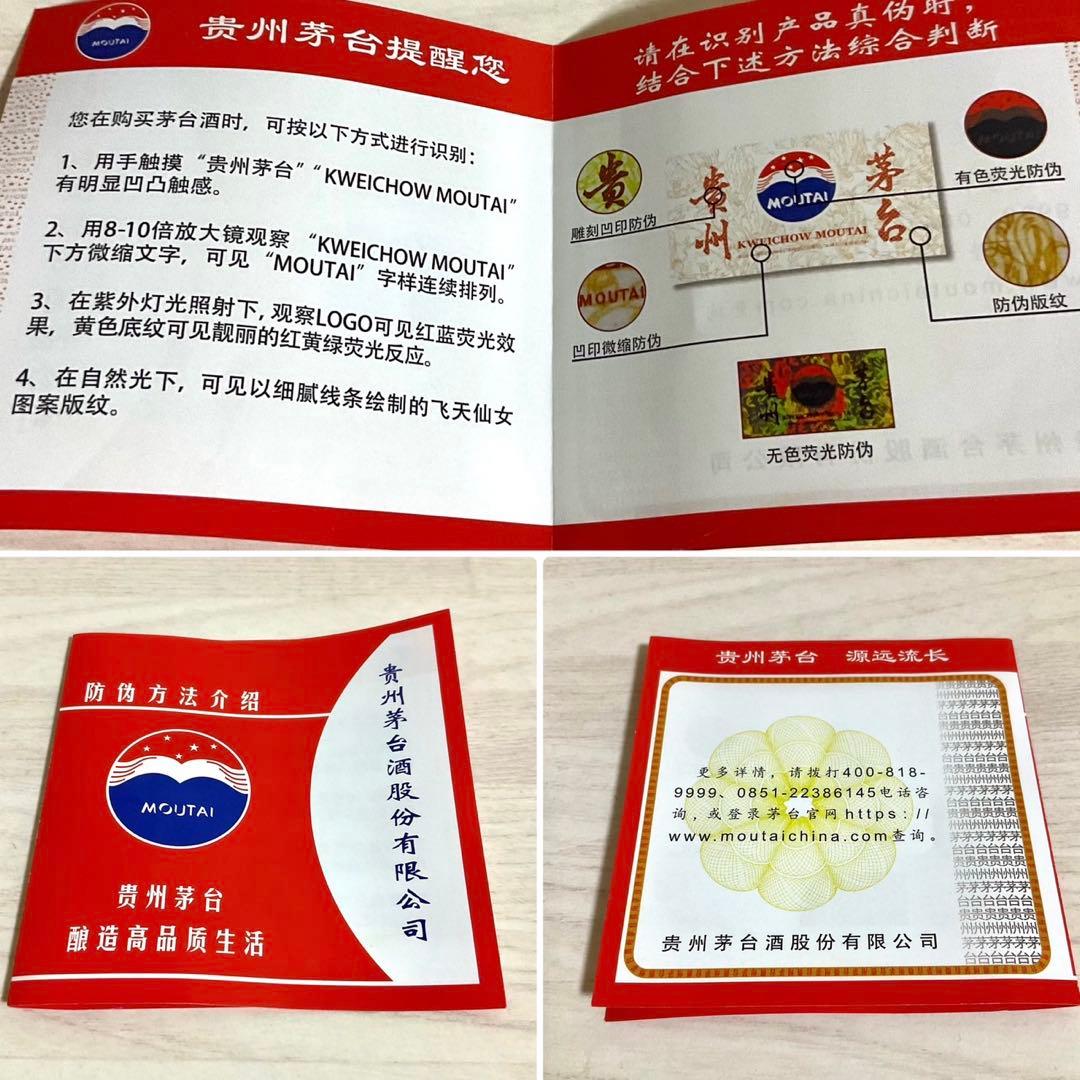 MOUTAI
贵州茅台提醒您
您在购买茅台酒时，可按以下方式进行识别：
1、用手触摸“贵州茅台”“KWEICHOW MOUTAI”
有明显凹凸触感。
2、用8-10倍放大镜观察“KWEICHOW MOUTAI”
下方微缩文字，可见“MOUTAI”字样连续排列。
3、在紫外灯光照射下，观察LOGO可见红蓝荧光效
果，黄色底纹可见靓丽的红黄绿荧光反应。
4、在自然光下，可见以细腻线条绘制的飞天仙女
图案版纹。
请在识别产品真伪时，
结合下述方法综合判断
贵
雕刻凹印防伪
MOUTAI
凹印微缩防伪
贵州
MOUTAI
茅台
KWEICHOW MOUTAI
MOUTAI
有色荧光防伪
防伪版纹
贵州
茅台
无色荧光防伪
防伪方法介绍
MOUTAI
贵州茅台
酿造高品质生活
贵州茅台酒股份有限公司
贵州茅台 源远流长
更多详情，请拨打400-818-
9999、0851-22386145电话咨
询，或登录茅台官网https://
www.moutaichina.com查询。
贵州茅台酒股份有限公司